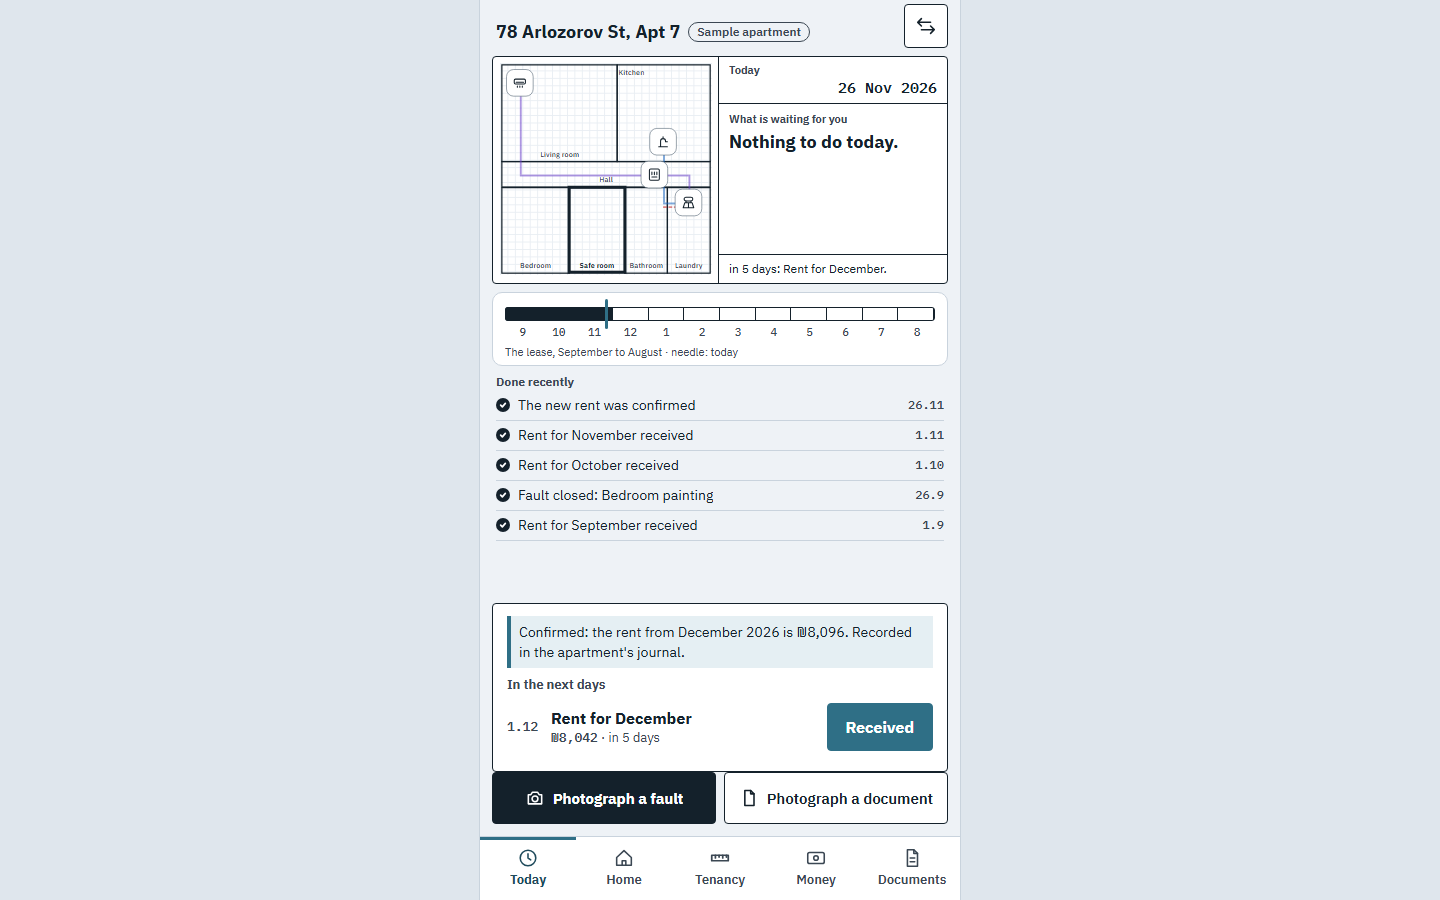 78 Arlozorov St, Apt 7
Sample apartment
Kitchen
Living room
Hall
Bedroom
Safe room
Bathroom
Laundry
Today
26 Nov 2026
What is waiting for you
Nothing to do today.
in 5 days: Rent for December.
9 10 11 12 1 2 3 4 5 6 7 8
The lease, September to August · needle: today
Done recently
The new rent was confirmed 26.11
Rent for November received 1.11
Rent for October received 1.10
Fault closed: Bedroom painting 26.9
Rent for September received 1.9
Confirmed: the rent from December 2026 is ₪8,096. Recorded
in the apartment's journal.
In the next days
1.12
Rent for December
₪8,042 · in 5 days
Received
Photograph a fault
Photograph a document
Today
Home
Tenancy
Money
Documents